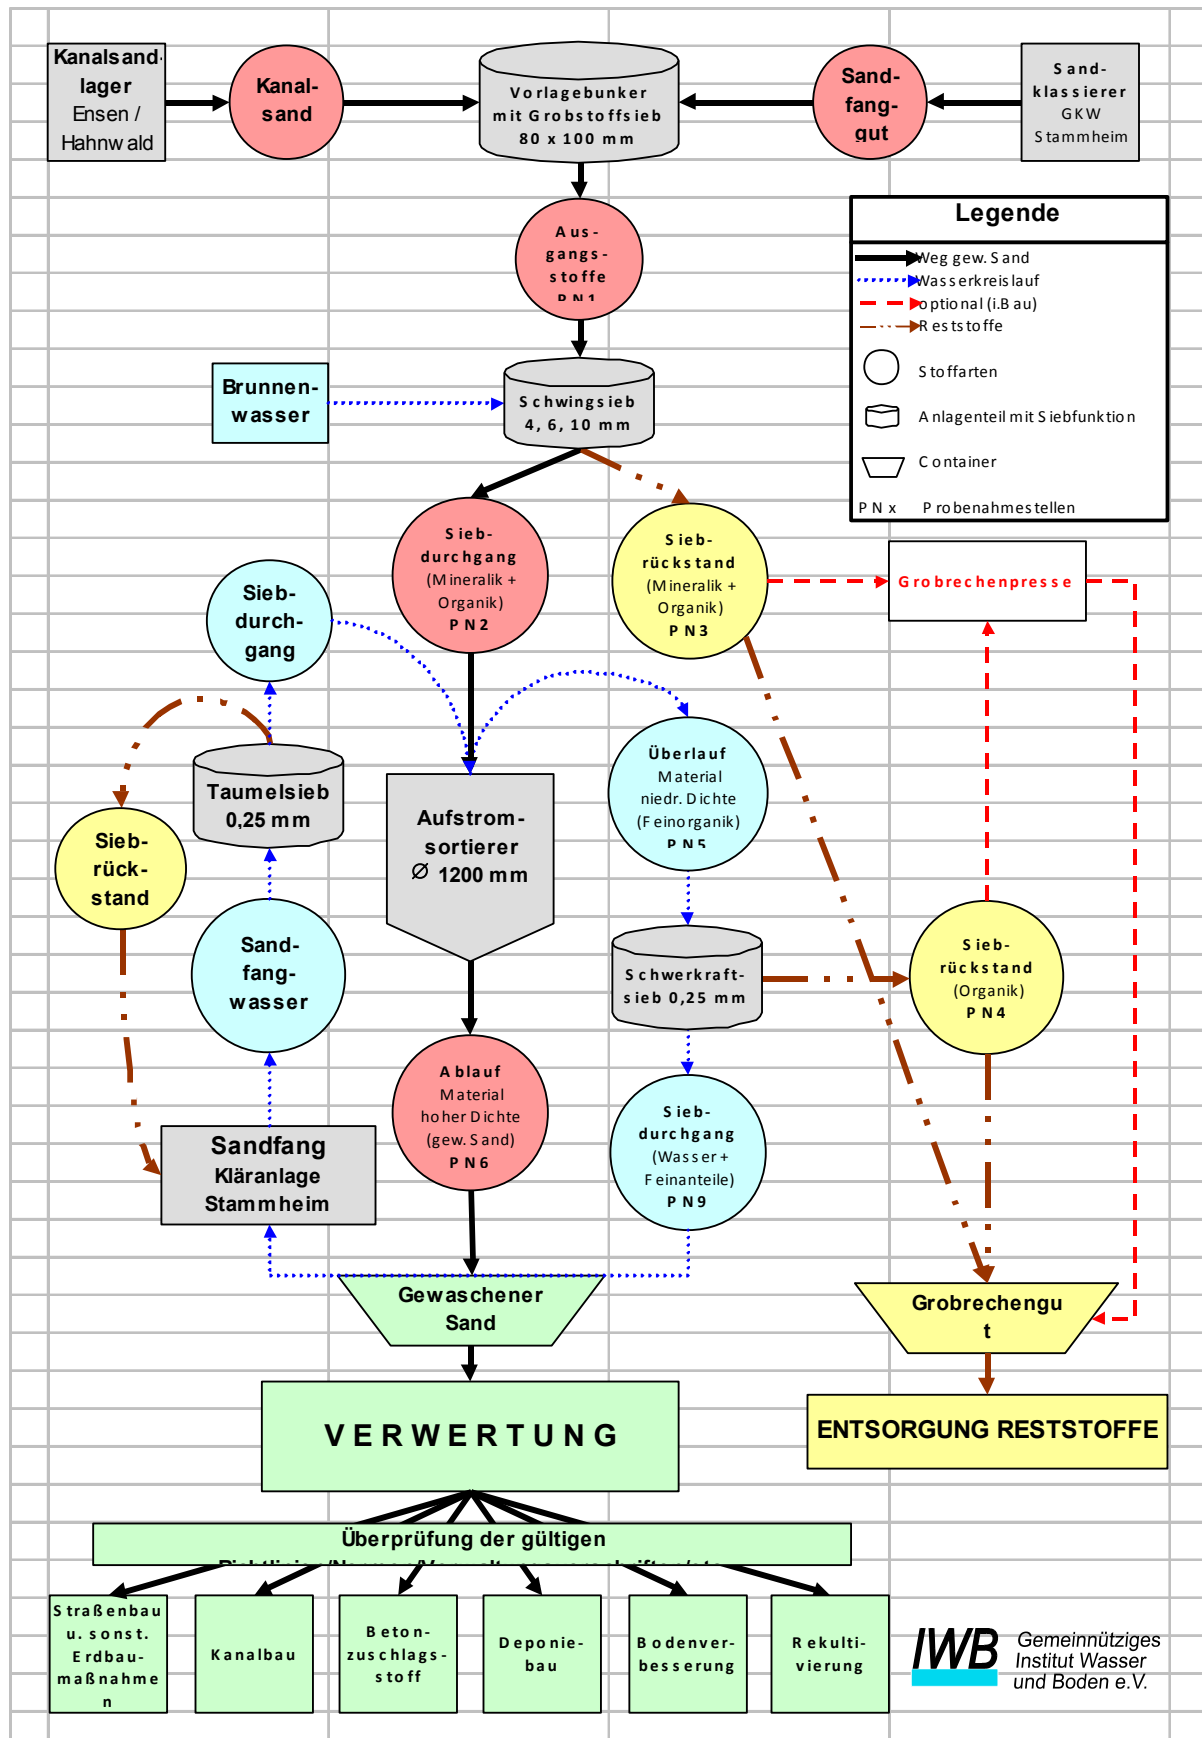 Kanalsand-
lager
Ensen /
Hahnwald
Kanal-
sand
Vorlagebunker
mit Grobstoffsieb
80 x 100 mm
Sand-
fang-
gut
Sand-
klassierer
GKW
Stammheim
Aus-
gangs-
stoffe
PN1
Legende
Weg gew. Sand
Wasserkreislauf
optional (i.Bau)
Reststoffe
Stoffarten
Anlagenteil mit Siebfunktion
Container
PNx Probenahmestellen
Brunnen-
wasser
Schwingsieb
4, 6, 10 mm
Sieb-
durchgang
(Mineralik +
Organik)
PN2
Sieb-
rückstand
(Mineralik +
Organik)
PN3
Grobrechenpresse
Sieb-
durch-
gang
Taumelsieb
0,25 mm
Aufstrom-
sortierer
Ø 1200 mm
Überlauf
Material
niedr. Dichte
(Feinorganik)
PN5
Sieb-
rück-
stand
Sand-
fang-
wasser
Schwerkraft-
sieb 0,25 mm
Sieb-
rückstand
(Organik)
PN4
Ablauf
Material
hoher Dichte
(gew. Sand)
PN6
Sieb-
durchgang
(Wasser +
Feinanteile)
PN9
Sandfang
Kläranlage
Stammheim
Gewaschener
Sand
Grobrechengu
t
VERWERTUNG
ENTSORGUNG RESTSTOFFE
Überprüfung der gültigen
Richtlinien/Normen/Verwaltungsvorschriften/etc.
Straßenbau
u. sonst.
Erdbau-
maßnahme
n
Kanalbau
Beton-
zuschlags-
stoff
Deponie-
bau
Bodenver-
besserung
Rekulti-
vierung
IWB
Gemeinnütziges
Institut Wasser
und Boden e.V.